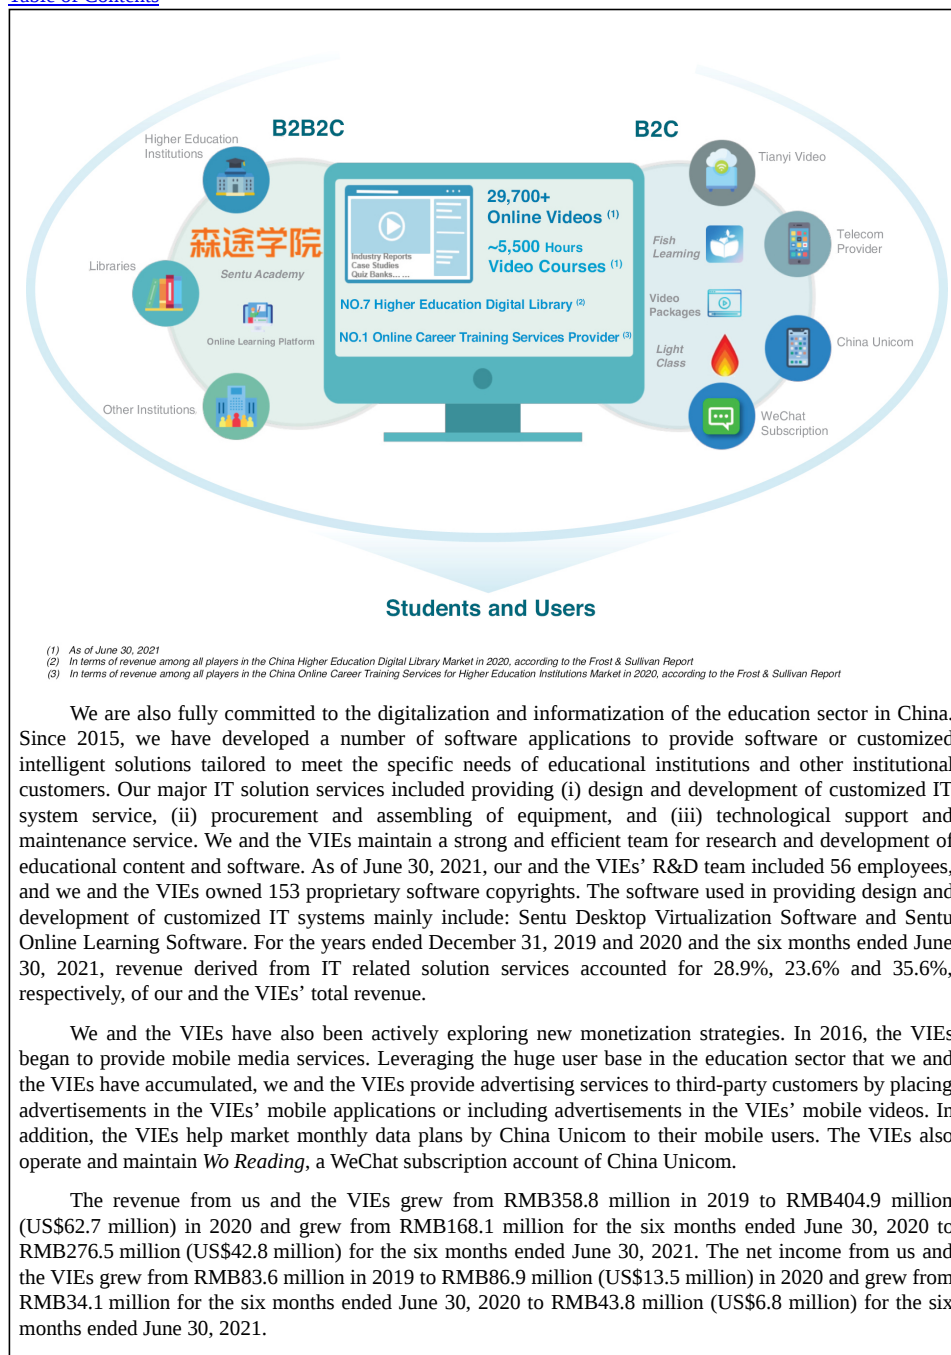 Table of Contents
B2B2C
B2C
Higher Education
Institutions
Tianyi Video
29,700+
Online Videos (1)
~5,500 Hours
Video Courses (1)
Industry Reports
Case Studies
Quiz Banks... ...
森途学院
Sentu Academy
Libraries
Fish
Learning
Telecom
Provider
NO.7 Higher Education Digital Library (2)
Video
Packages
NO.1 Online Career Training Services Provider (3)
Online Learning Platform
Light
Class
China Unicom
Other Institutions
WeChat
Subscription
Students and Users
(1) As of June 30, 2021
(2) In terms of revenue among all players in the China Higher Education Digital Library Market in 2020, according to the Frost & Sullivan Report
(3) In terms of revenue among all players in the China Online Career Training Services for Higher Education Institutions Market in 2020, according to the Frost & Sullivan Report
We are also fully committed to the digitalization and informatization of the education sector in China.
Since 2015, we have developed a number of software applications to provide software or customized
intelligent solutions tailored to meet the specific needs of educational institutions and other institutional
customers. Our major IT solution services included providing (i) design and development of customized IT
system service, (ii) procurement and assembling of equipment, and (iii) technological support and
maintenance service. We and the VIEs maintain a strong and efficient team for research and development of
educational content and software. As of June 30, 2021, our and the VIEs’ R&D team included 56 employees,
and we and the VIEs owned 153 proprietary software copyrights. The software used in providing design and
development of customized IT systems mainly include: Sentu Desktop Virtualization Software and Sentu
Online Learning Software. For the years ended December 31, 2019 and 2020 and the six months ended June
30, 2021, revenue derived from IT related solution services accounted for 28.9%, 23.6% and 35.6%,
respectively, of our and the VIEs’ total revenue.
We and the VIEs have also been actively exploring new monetization strategies. In 2016, the VIEs
began to provide mobile media services. Leveraging the huge user base in the education sector that we and
the VIEs have accumulated, we and the VIEs provide advertising services to third-party customers by placing
advertisements in the VIEs’ mobile applications or including advertisements in the VIEs’ mobile videos. In
addition, the VIEs help market monthly data plans by China Unicom to their mobile users. The VIEs also
operate and maintain Wo Reading, a WeChat subscription account of China Unicom.
The revenue from us and the VIEs grew from RMB358.8 million in 2019 to RMB404.9 million
(US$62.7 million) in 2020 and grew from RMB168.1 million for the six months ended June 30, 2020 to
RMB276.5 million (US$42.8 million) for the six months ended June 30, 2021. The net income from us and
the VIEs grew from RMB83.6 million in 2019 to RMB86.9 million (US$13.5 million) in 2020 and grew from
RMB34.1 million for the six months ended June 30, 2020 to RMB43.8 million (US$6.8 million) for the six
months ended June 30, 2021.